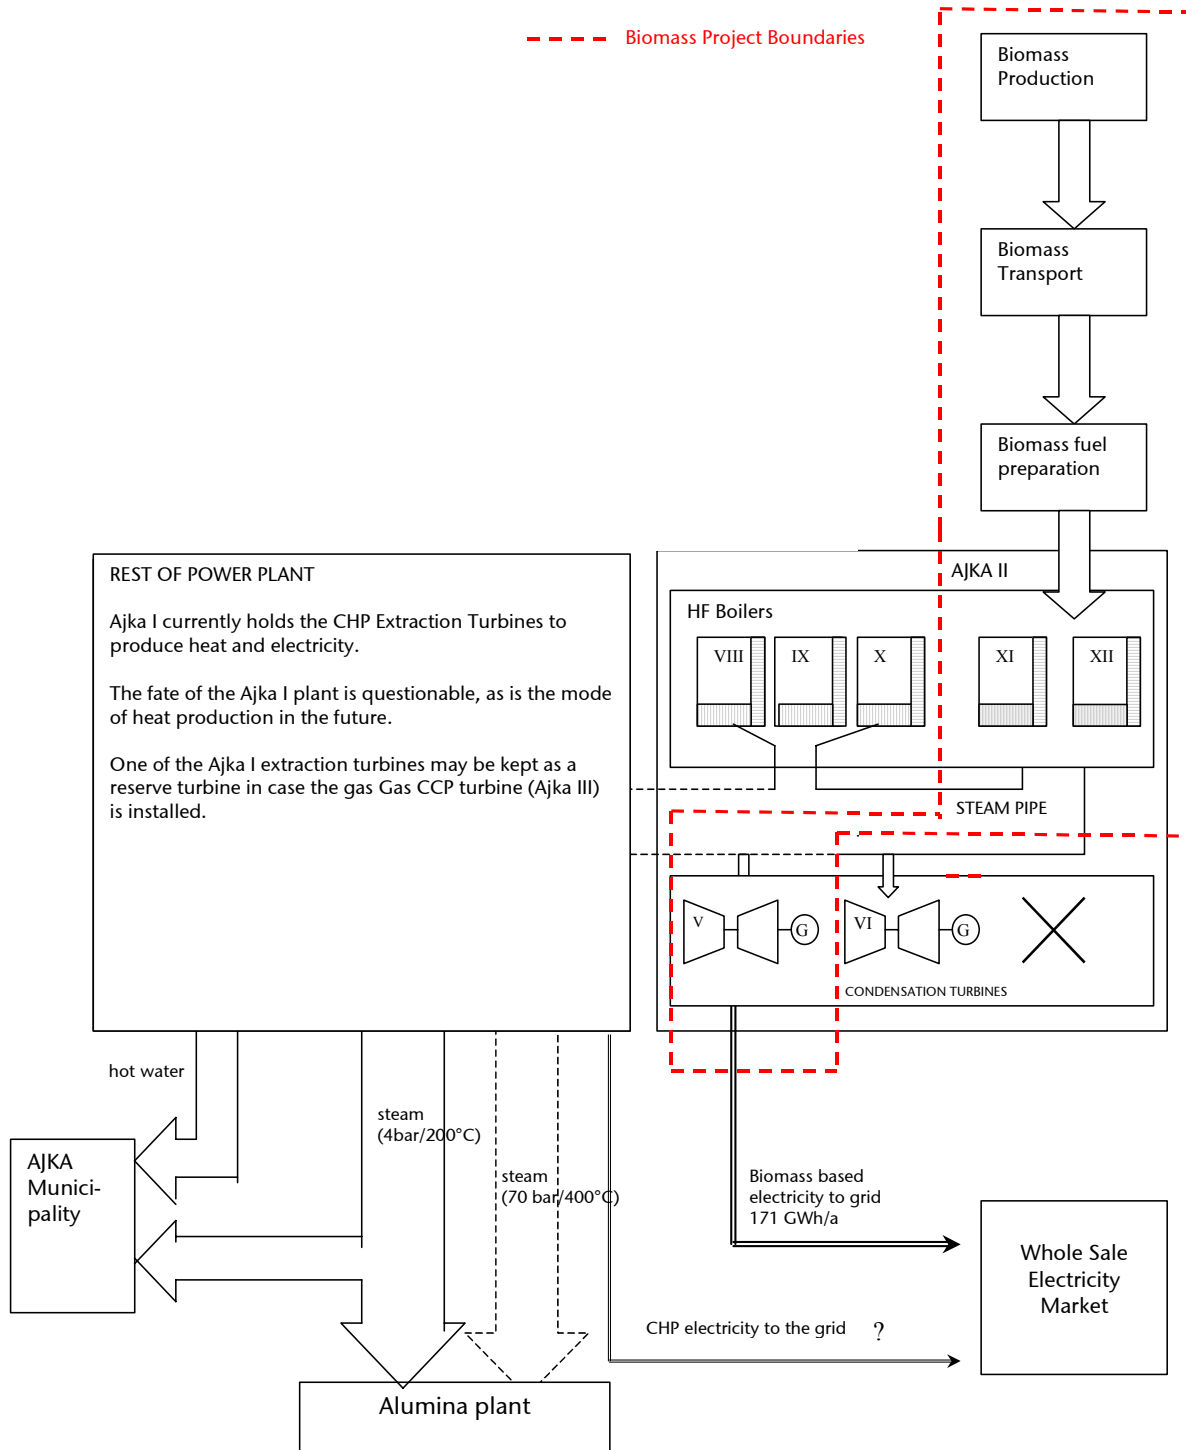 Biomass Project Boundaries
Biomass
Production
Biomass
Transport
Biomass fuel
preparation
REST OF POWER PLANT
Ajka I currently holds the CHP Extraction Turbines to
produce heat and electricity.
The fate of the Ajka I plant is questionable, as is the mode
of heat production in the future.
One of the Ajka I extraction turbines may be kept as a
reserve turbine in case the gas Gas CCP turbine (Ajka III)
is installed.
AJKA II
HF Boilers
VIII
IX
X
XI
XII
STEAM PIPE
V
G
VI
G
CONDENSATION TURBINES
hot water
steam
(4bar/200°C)
steam
(70 bar/400°C)
AJKA
Munici-
pality
Biomass based
electricity to grid
171 GWh/a
Whole Sale
Electricity
Market
CHP electricity to the grid ?
Alumina plant